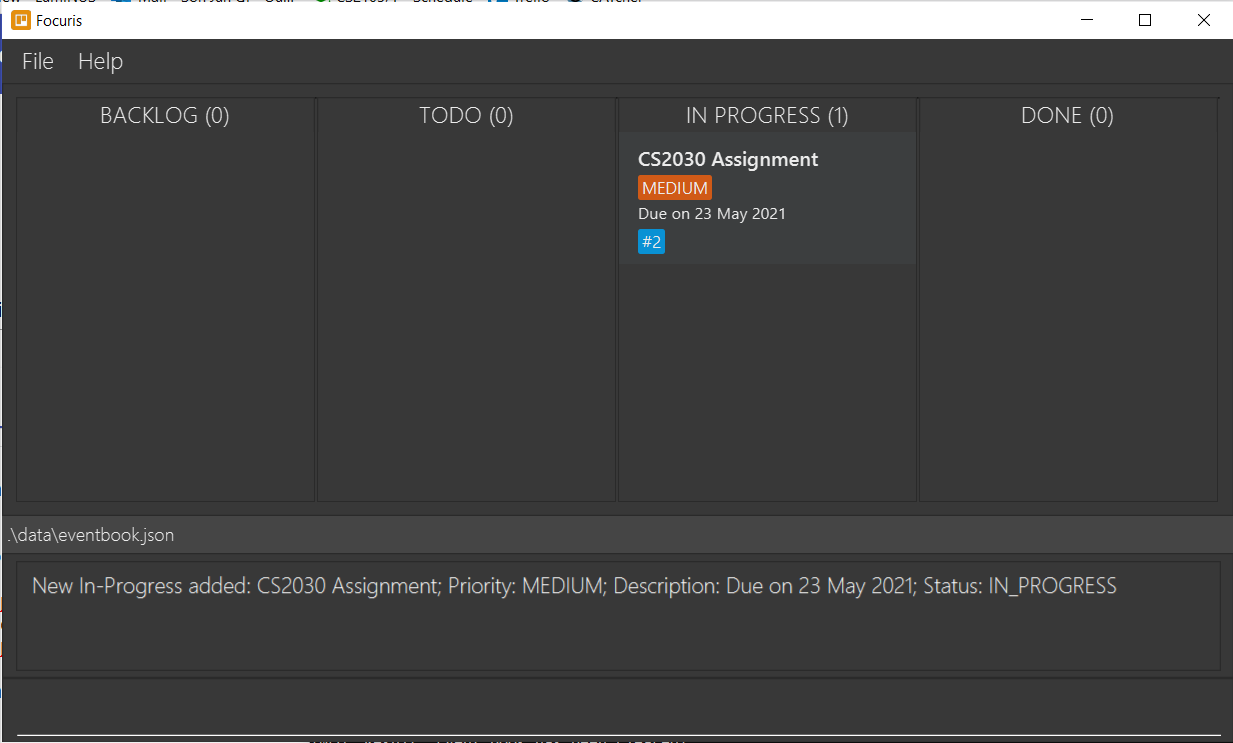 Focuris
File Help
BACKLOG (0)
TODO (0)
IN PROGRESS (1)
DONE (0)
CS2030 Assignment
MEDIUM
Due on 23 May 2021
#2
.\data\eventbook.json
New In-Progress added: CS2030 Assignment; Priority: MEDIUM; Description: Due on 23 May 2021; Status: IN_PROGRESS